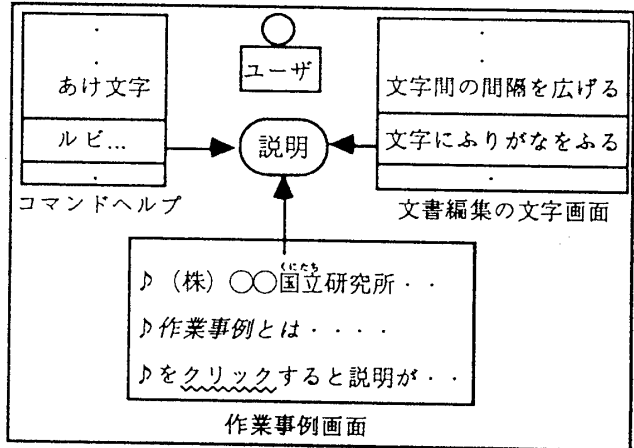 ユーザ
・
・
あけ文字
ルビ...
・
コマンドヘルプ
説明
・
・
文字間の間隔を広げる
文字にふりがなをふる
・
文書編集の文字画面
くにたち
♪（株）○○国立研究所・・
♪作業事例とは・・・・
♪をクリックすると説明が・・
作業事例画面